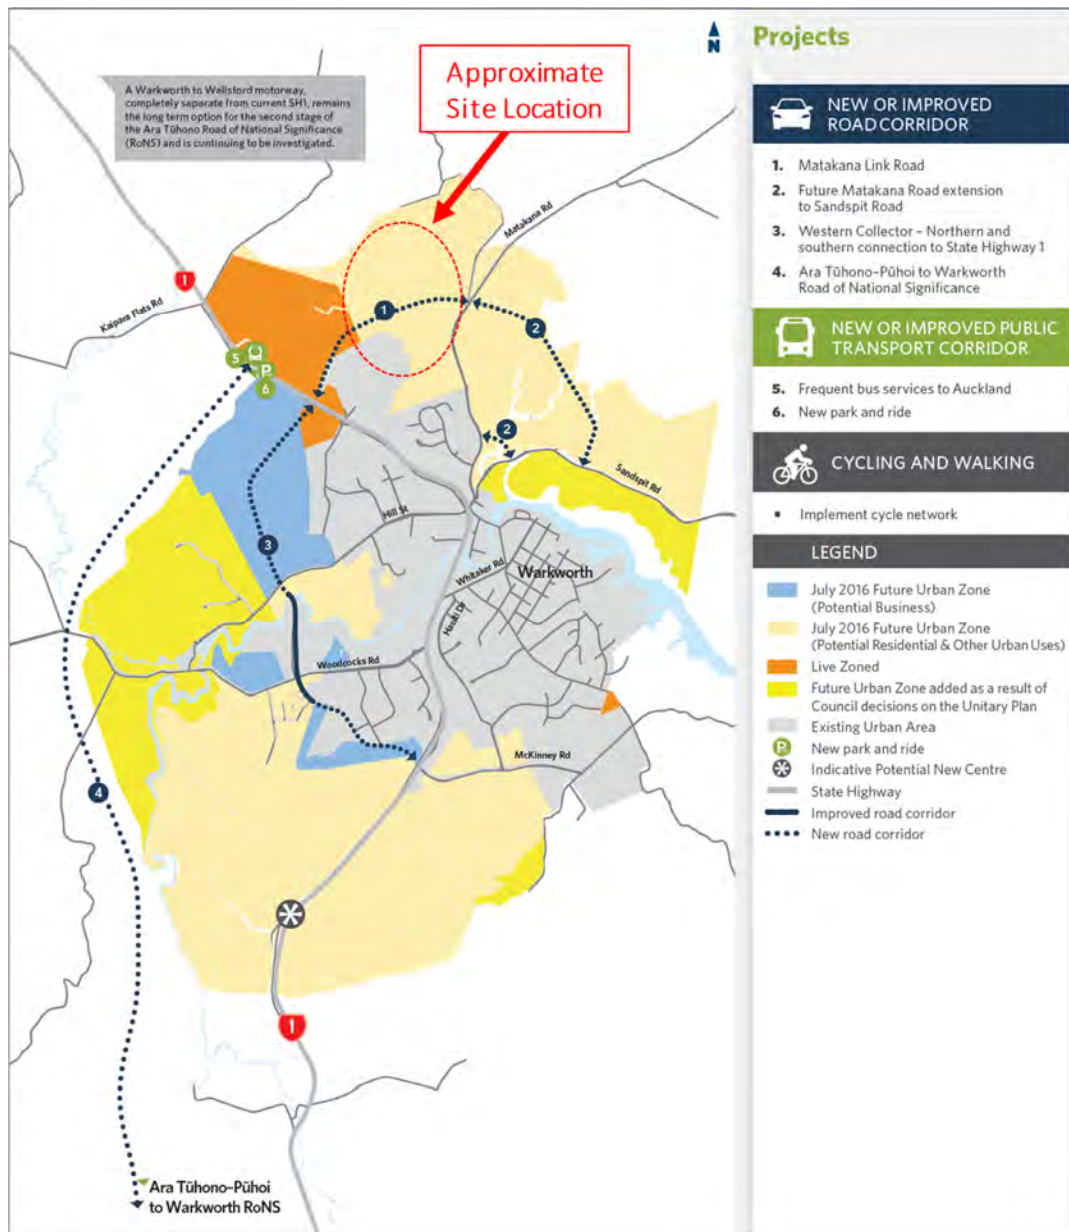 A Warkworth to Wellsford motorway,
completely separate from current SH1, remains
the long term option for the second stage of
the Ara Tūhono Road of National Significance
(RoNS) and is continuing to be investigated.
Approximate
Site Location
N
Matakana Rd
1
Kaipara Flats Rd
1
2
5
P
6
2
Sandspit Rd
Hill St
3
Whitaker Rd
Warkworth
Hauiti Dr
Woodcocks Rd
McKinney Rd
4
1
Ara Tūhono–Pūhoi
to Warkworth RoNS
Projects
NEW OR IMPROVED
ROAD CORRIDOR
1. Matakana Link Road
2. Future Matakana Road extension
to Sandspit Road
3. Western Collector – Northern and
southern connection to State Highway 1
4. Ara Tūhono–Pūhoi to Warkworth
Road of National Significance
NEW OR IMPROVED PUBLIC
TRANSPORT CORRIDOR
5. Frequent bus services to Auckland
6. New park and ride
CYCLING AND WALKING
▪ Implement cycle network
LEGEND
July 2016 Future Urban Zone
(Potential Business)
July 2016 Future Urban Zone
(Potential Residential & Other Urban Uses)
Live Zoned
Future Urban Zone added as a result of
Council decisions on the Unitary Plan
Existing Urban Area
P New park and ride
Indicative Potential New Centre
State Highway
Improved road corridor
New road corridor